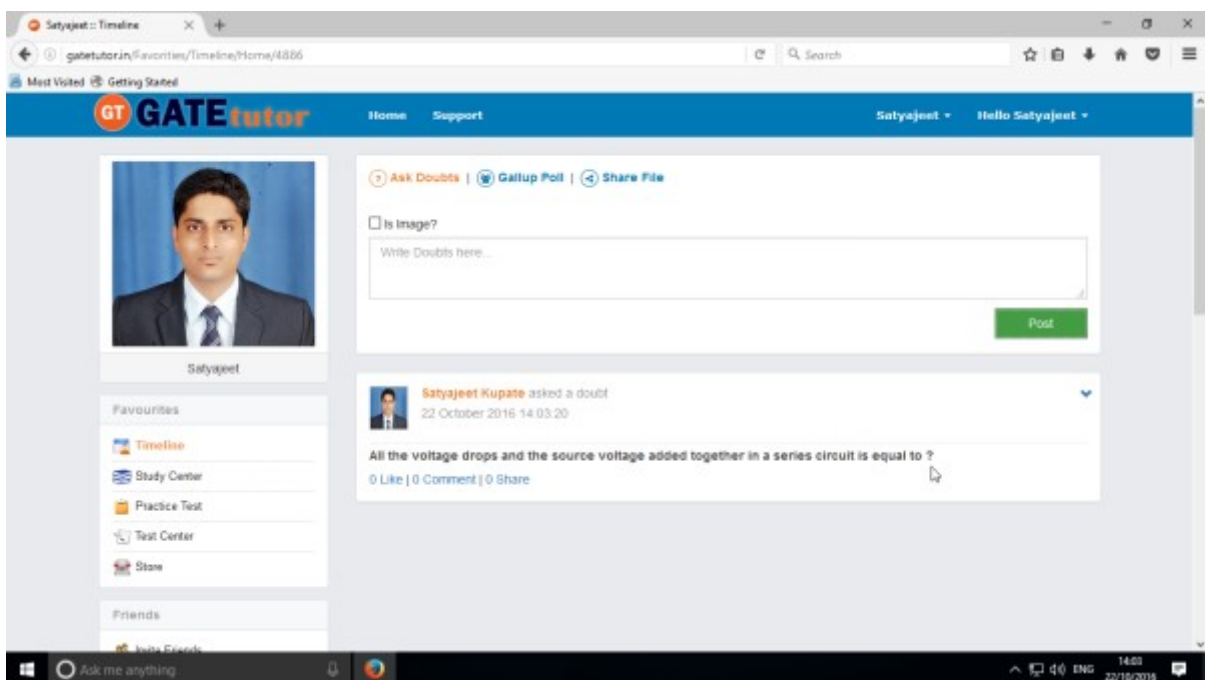 Satyajeet :: Timeline
gatetutor.in/Favorities/Timeline/Home/4886
Search
Most Visited Getting Started
GT GATEtutor
Home Support Satyajeet Hello Satyajeet
Ask Doubts | Gallup Poll | Share File
Is Image?
Write Doubts here...
Post
Satyajeet
Favourites
Timeline
Study Center
Practice Test
Test Center
Store
Friends
Invite Friends
Satyajeet Kupate asked a doubt
22 October 2016 14:03:20
All the voltage drops and the source voltage added together in a series circuit is equal to ?
0 Like | 0 Comment | 0 Share
Ask me anything
ENG
14:03
22/10/2016